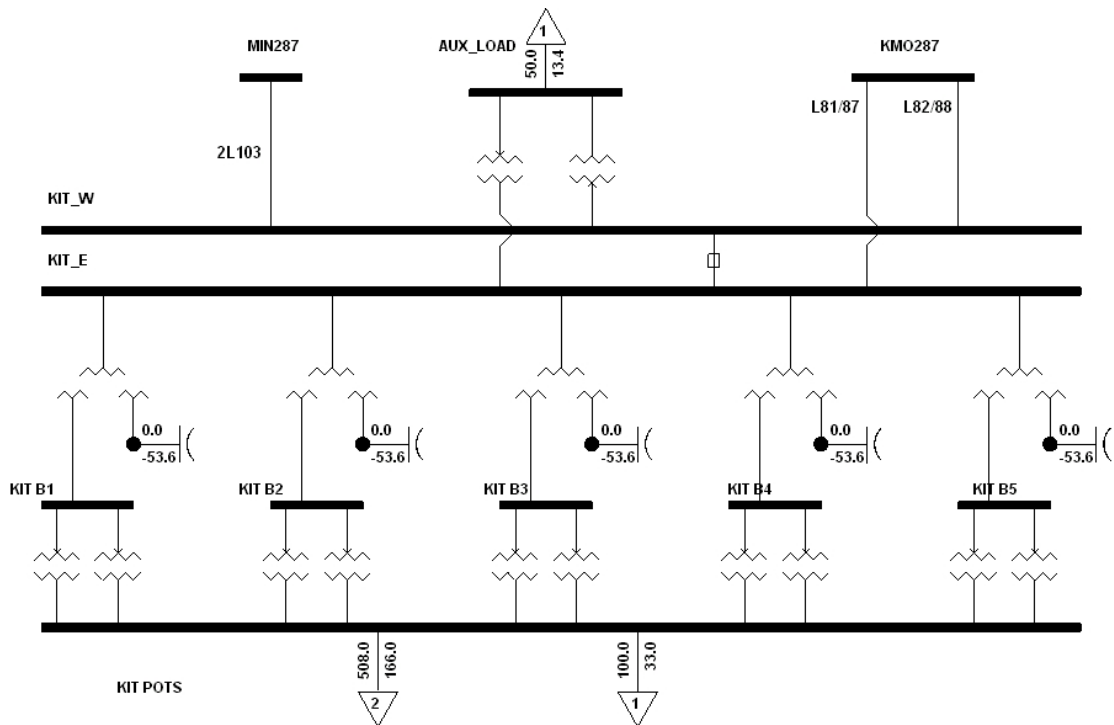 1
MIN287
AUX_LOAD
50.0
13.4
KMO287
L81/87
L82/88
2L103
KIT_W
KIT_E
0.0
-53.6
0.0
-53.6
0.0
-53.6
0.0
-53.6
0.0
-53.6
KIT B1
KIT B2
KIT B3
KIT B4
KIT B5
508.0
166.0
100.0
33.0
KIT POTS
2
1